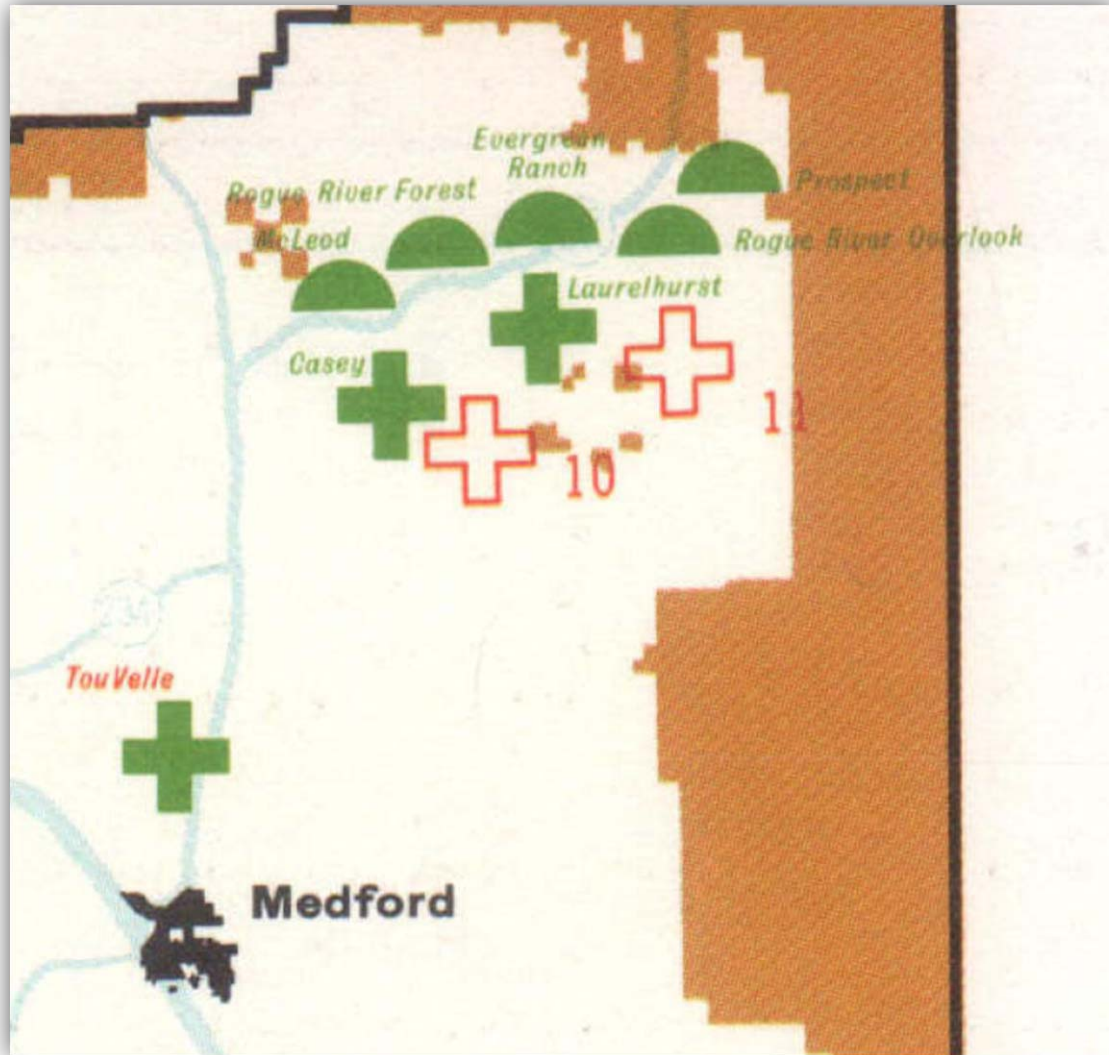 Evergreen
Ranch
Prospect
Rogue River Forest
McLeod
Rogue River Overlook
Laurelhurst
Casey
11
10
TouVelle
Medford